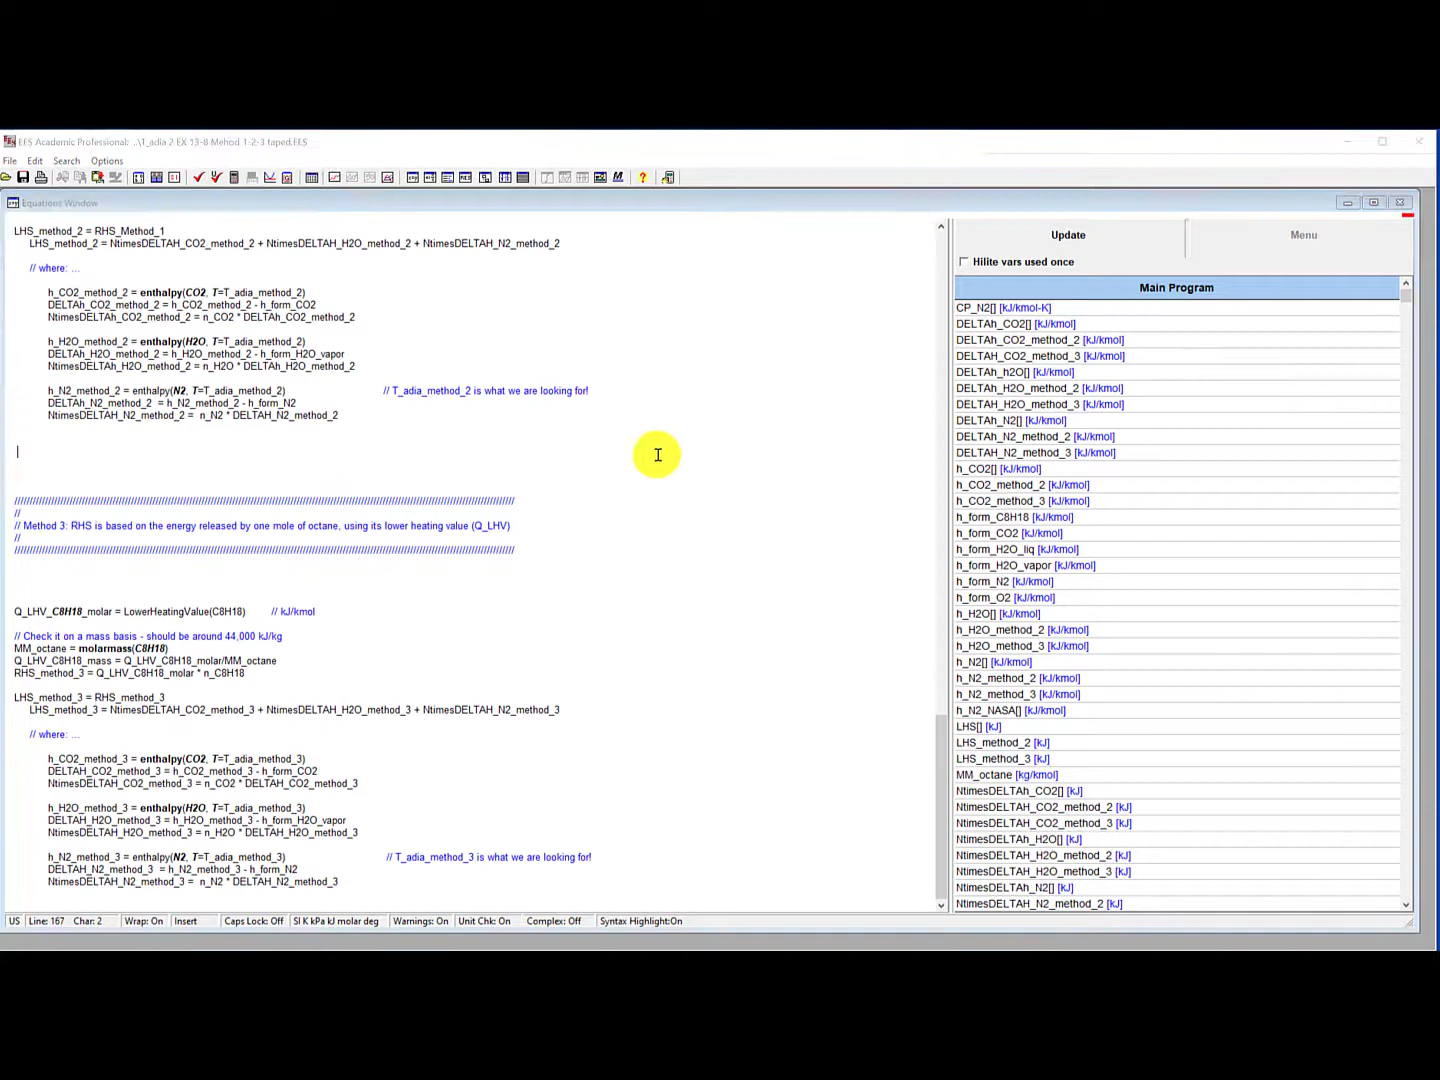 EES Academic Professional: ..\1_adia 2 EX 13-8 Mehod 1-2-3 taped.EES
File Edit Search Options
Equations Window
LHS_method_2 = RHS_Method_1
LHS_method_2 = NtimesDELTAH_CO2_method_2 + NtimesDELTAH_H2O_method_2 + NtimesDELTAH_N2_method_2
// where: ...
h_CO2_method_2 = enthalpy(CO2, T=T_adia_method_2)
DELTAh_CO2_method_2 = h_CO2_method_2 - h_form_CO2
NtimesDELTAh_CO2_method_2 = n_CO2 * DELTAh_CO2_method_2
h_H2O_method_2 = enthalpy(H2O, T=T_adia_method_2)
DELTAh_H2O_method_2 = h_H2O_method_2 - h_form_H2O_vapor
NtimesDELTAH_H2O_method_2 = n_H2O * DELTAh_H2O_method_2
h_N2_method_2 = enthalpy(N2, T=T_adia_method_2) // T_adia_method_2 is what we are looking for!
DELTAh_N2_method_2 = h_N2_method_2 - h_form_N2
NtimesDELTAH_N2_method_2 = n_N2 * DELTAH_N2_method_2
////////////////////////////////////////////////////////////////////////////////////////////////////////////////////////////////////////////////////////
//
// Method 3: RHS is based on the energy released by one mole of octane, using its lower heating value (Q_LHV)
//
////////////////////////////////////////////////////////////////////////////////////////////////////////////////////////////////////////////////////////
Q_LHV_C8H18_molar = LowerHeatingValue(C8H18) // kJ/kmol
// Check it on a mass basis - should be around 44,000 kJ/kg
MM_octane = molarmass(C8H18)
Q_LHV_C8H18_mass = Q_LHV_C8H18_molar/MM_octane
RHS_method_3 = Q_LHV_C8H18_molar * n_C8H18
LHS_method_3 = RHS_method_3
LHS_method_3 = NtimesDELTAH_CO2_method_3 + NtimesDELTAH_H2O_method_3 + NtimesDELTAH_N2_method_3
// where: ...
h_CO2_method_3 = enthalpy(CO2, T=T_adia_method_3)
DELTAH_CO2_method_3 = h_CO2_method_3 - h_form_CO2
NtimesDELTAH_CO2_method_3 = n_CO2 * DELTAH_CO2_method_3
h_H2O_method_3 = enthalpy(H2O, T=T_adia_method_3)
DELTAH_H2O_method_3 = h_H2O_method_3 - h_form_H2O_vapor
NtimesDELTAH_H2O_method_3 = n_H2O * DELTAH_H2O_method_3
h_N2_method_3 = enthalpy(N2, T=T_adia_method_3) // T_adia_method_3 is what we are looking for!
DELTAH_N2_method_3 = h_N2_method_3 - h_form_N2
NtimesDELTAH_N2_method_3 = n_N2 * DELTAH_N2_method_3
Update Menu
Hilite vars used once
Main Program
CP_N2[] [kJ/kmol-K]
DELTAh_CO2[] [kJ/kmol]
DELTAh_CO2_method_2 [kJ/kmol]
DELTAH_CO2_method_3 [kJ/kmol]
DELTAh_h2O[] [kJ/kmol]
DELTAh_H2O_method_2 [kJ/kmol]
DELTAH_H2O_method_3 [kJ/kmol]
DELTAh_N2[] [kJ/kmol]
DELTAh_N2_method_2 [kJ/kmol]
DELTAH_N2_method_3 [kJ/kmol]
h_CO2[] [kJ/kmol]
h_CO2_method_2 [kJ/kmol]
h_CO2_method_3 [kJ/kmol]
h_form_C8H18 [kJ/kmol]
h_form_CO2 [kJ/kmol]
h_form_H2O_liq [kJ/kmol]
h_form_H2O_vapor [kJ/kmol]
h_form_N2 [kJ/kmol]
h_form_O2 [kJ/kmol]
h_H2O[] [kJ/kmol]
h_H2O_method_2 [kJ/kmol]
h_H2O_method_3 [kJ/kmol]
h_N2[] [kJ/kmol]
h_N2_method_2 [kJ/kmol]
h_N2_method_3 [kJ/kmol]
h_N2_NASA[] [kJ/kmol]
LHS[] [kJ]
LHS_method_2 [kJ]
LHS_method_3 [kJ]
MM_octane [kg/kmol]
NtimesDELTAh_CO2[] [kJ]
NtimesDELTAH_CO2_method_2 [kJ]
NtimesDELTAH_CO2_method_3 [kJ]
NtimesDELTAh_H2O[] [kJ]
NtimesDELTAH_H2O_method_2 [kJ]
NtimesDELTAH_H2O_method_3 [kJ]
NtimesDELTAh_N2[] [kJ]
NtimesDELTAH_N2_method_2 [kJ]
US Line: 167 Char: 2 Wrap: On Insert Caps Lock: Off SI K kPa kJ molar deg Warnings: On Unit Chk: On Complex: Off Syntax Highlight:On